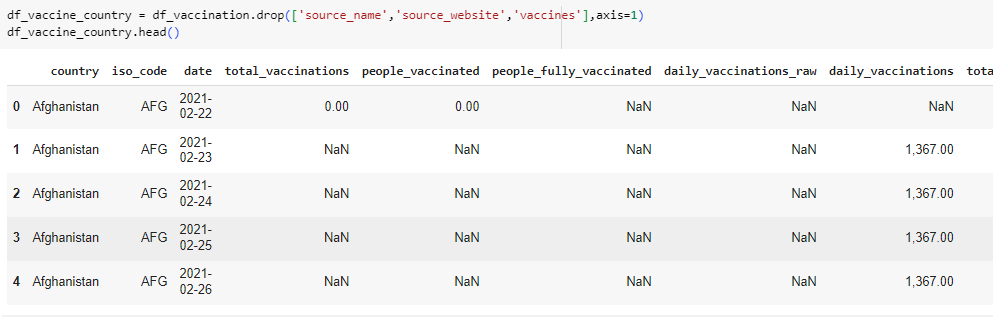 df_vaccine_country = df_vaccination.drop(['source_name','source_website','vaccines'],axis=1)
df_vaccine_country.head()
country iso_code date total_vaccinations people_vaccinated people_fully_vaccinated daily_vaccinations_raw daily_vaccinations tota
0 Afghanistan AFG 2021-
02-22 0.00 0.00 NaN NaN NaN
1 Afghanistan AFG 2021-
02-23 NaN NaN NaN NaN 1,367.00
2 Afghanistan AFG 2021-
02-24 NaN NaN NaN NaN 1,367.00
3 Afghanistan AFG 2021-
02-25 NaN NaN NaN NaN 1,367.00
4 Afghanistan AFG 2021-
02-26 NaN NaN NaN NaN 1,367.00